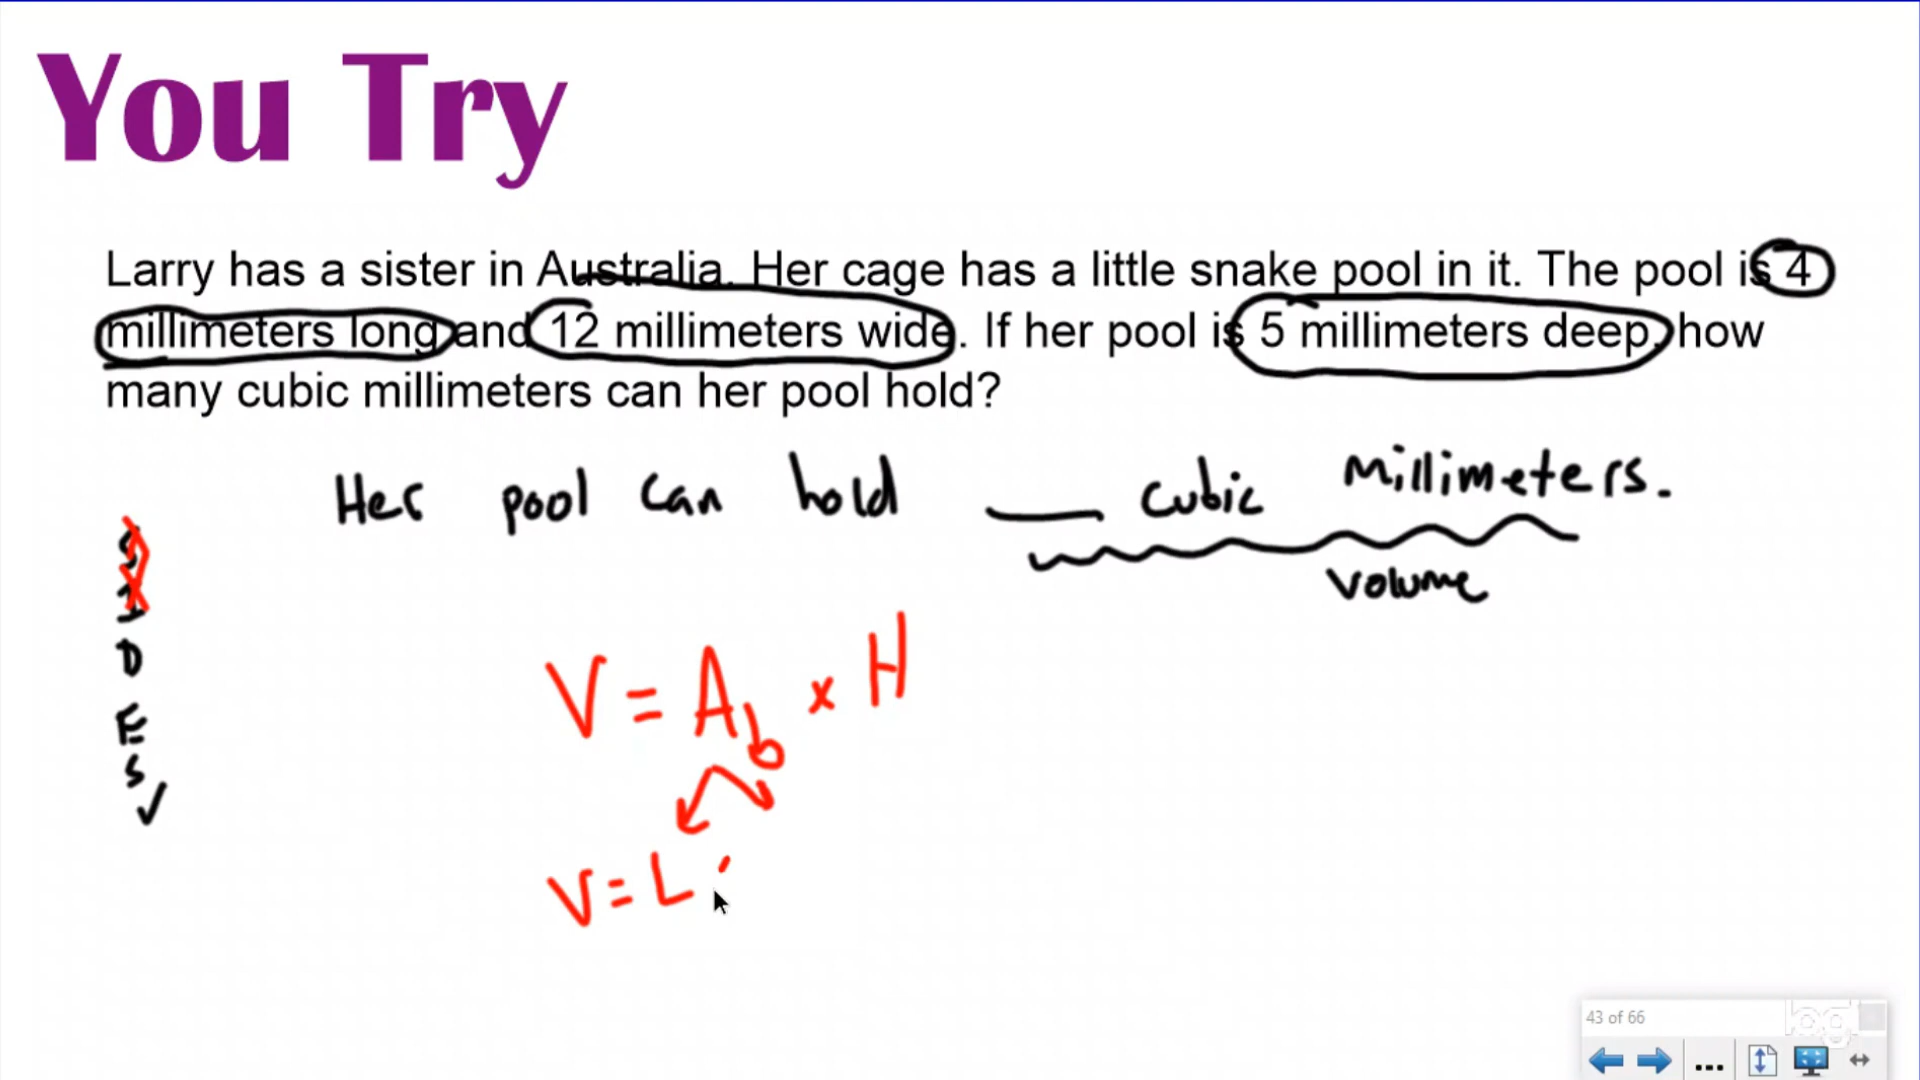 You Try
Larry has a sister in Australia. Her cage has a little snake pool in it. The pool is 4
millimeters long and 12 millimeters wide. If her pool is 5 millimeters deep, how
many cubic millimeters can her pool hold?
Her pool can hold ___ cubic Millimeters.
volume
S
I
D
E
S
V = Ab x H
V = L
43 of 66